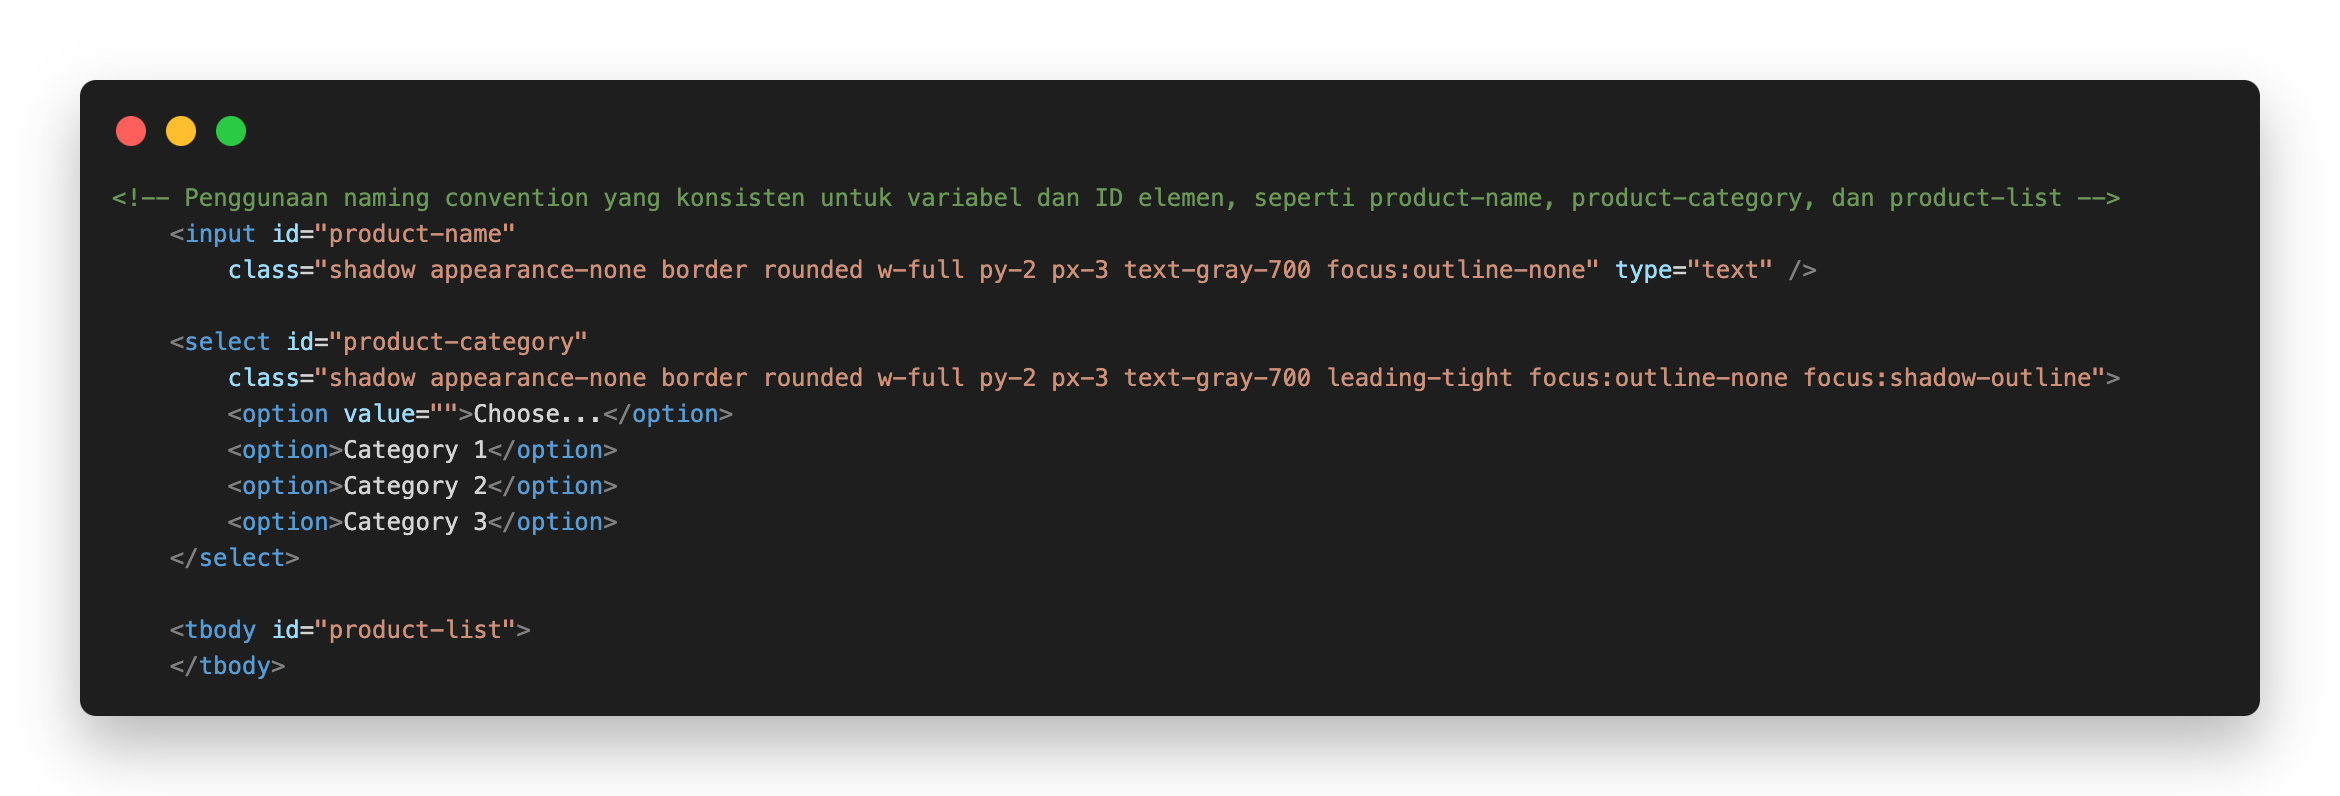 <!-- Penggunaan naming convention yang konsisten untuk variabel dan ID elemen, seperti product-name, product-category, dan product-list -->
<input id="product-name"
class="shadow appearance-none border rounded w-full py-2 px-3 text-gray-700 focus:outline-none" type="text" />
<select id="product-category"
class="shadow appearance-none border rounded w-full py-2 px-3 text-gray-700 leading-tight focus:outline-none focus:shadow-outline">
<option value="">Choose...</option>
<option>Category 1</option>
<option>Category 2</option>
<option>Category 3</option>
</select>
<tbody id="product-list">
</tbody>